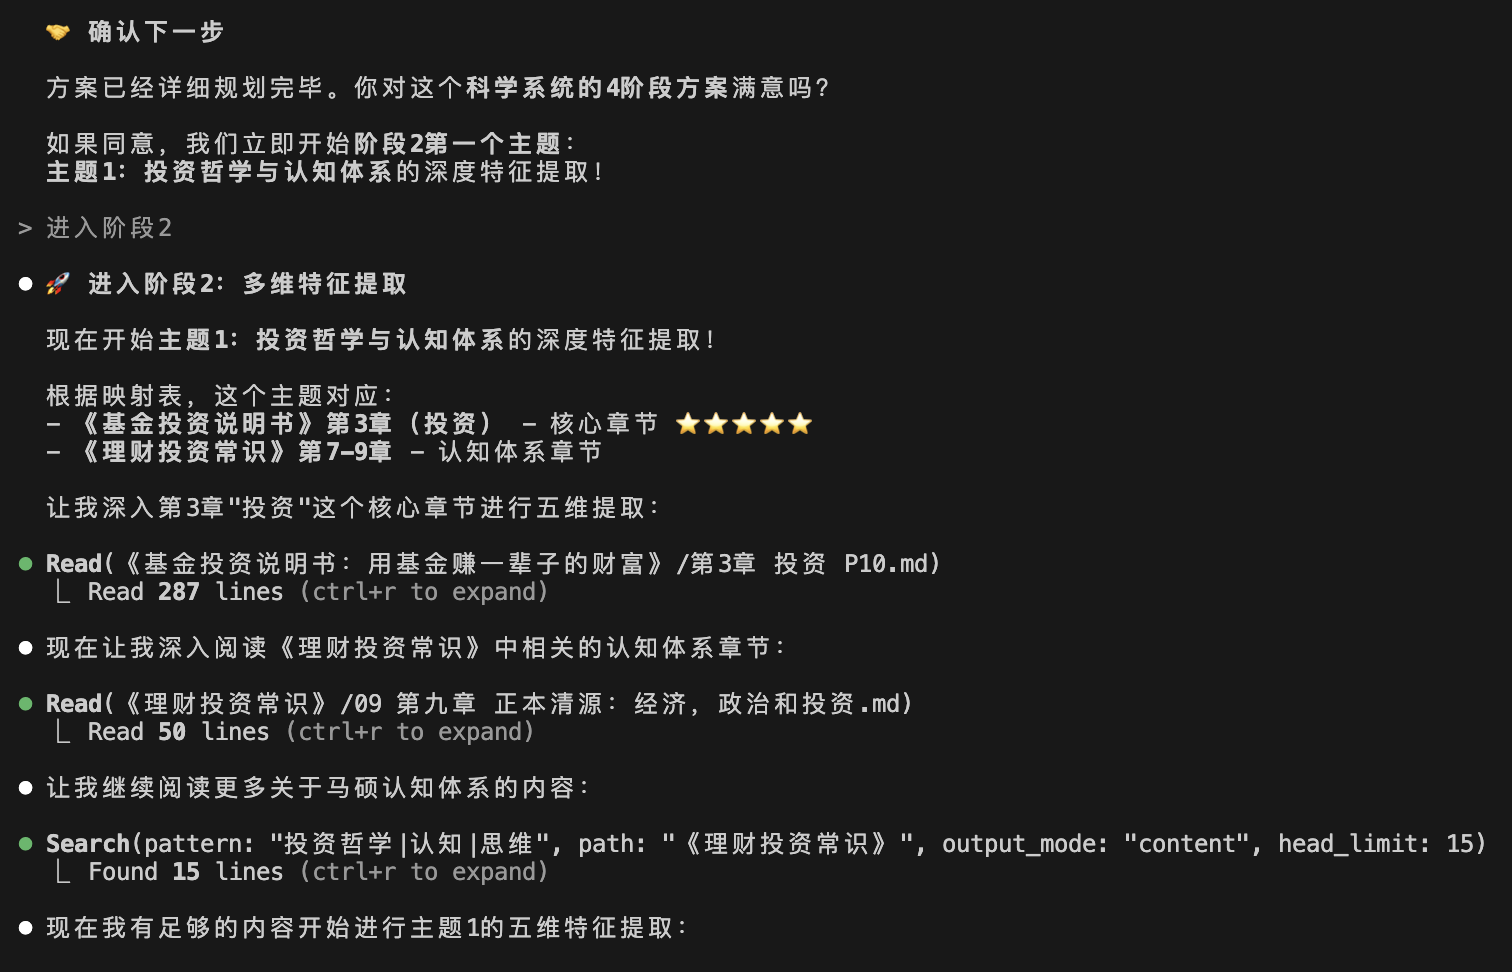 🤝 确认下一步
方案已经详细规划完毕。你对这个科学系统的4阶段方案满意吗?
如果同意, 我们立即开始阶段2第一个主题:
主题1: 投资哲学与认知体系的深度特征提取!
> 进入阶段2
● 🚀 进入阶段2: 多维特征提取
现在开始主题1: 投资哲学与认知体系的深度特征提取!
根据映射表, 这个主题对应:
- 《基金投资说明书》第3章 (投资) - 核心章节 ⭐⭐⭐⭐⭐
- 《理财投资常识》第7-9章 - 认知体系章节
让我深入第3章"投资"这个核心章节进行五维提取:
● Read(《基金投资说明书: 用基金赚一辈子的财富》/第3章 投资 P10.md)
⎿ Read 287 lines (ctrl+r to expand)
● 现在让我深入阅读《理财投资常识》中相关的认知体系章节:
● Read(《理财投资常识》/09 第九章 正本清源: 经济, 政治和投资.md)
⎿ Read 50 lines (ctrl+r to expand)
● 让我继续阅读更多关于马硕认知体系的内容:
● Search(pattern: "投资哲学|认知|思维", path: "《理财投资常识》", output_mode: "content", head_limit: 15)
⎿ Found 15 lines (ctrl+r to expand)
● 现在我有足够的内容开始进行主题1的五维特征提取: